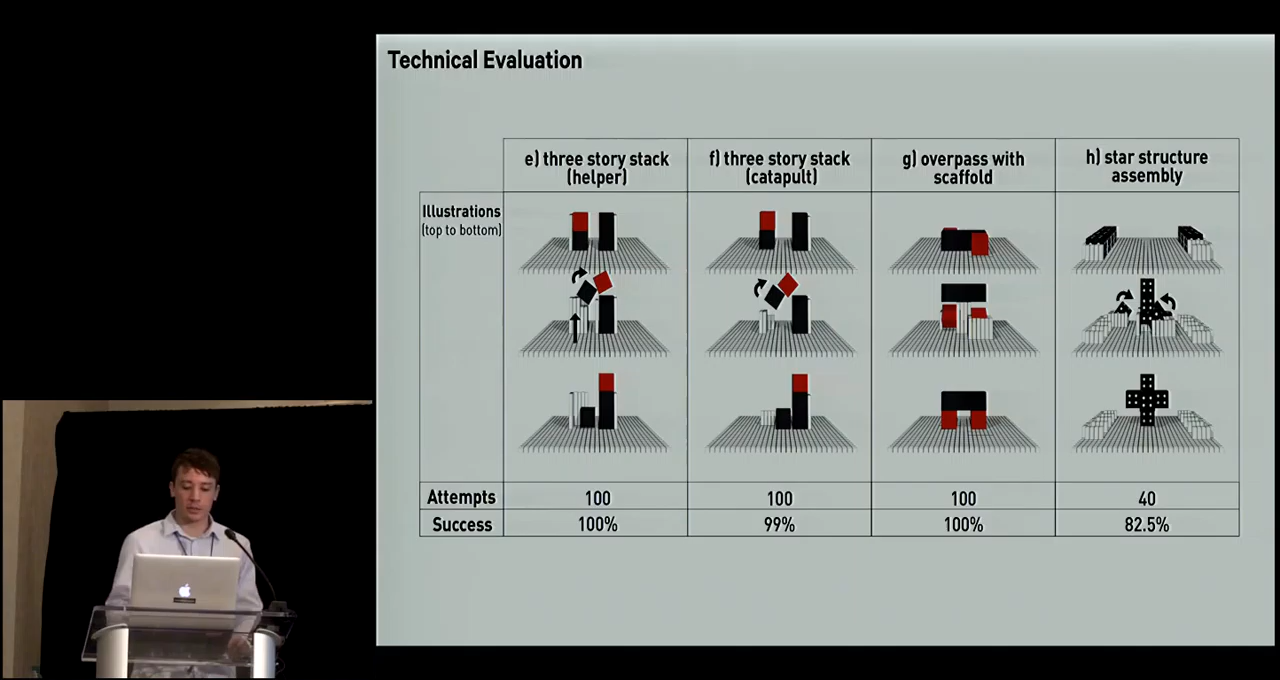 Technical Evaluation
e) three story stack
(helper)
f) three story stack
(catapult)
g) overpass with
scaffold
h) star structure
assembly
Illustrations
(top to bottom)
Attempts
100
100
100
40
Success
100%
99%
100%
82.5%